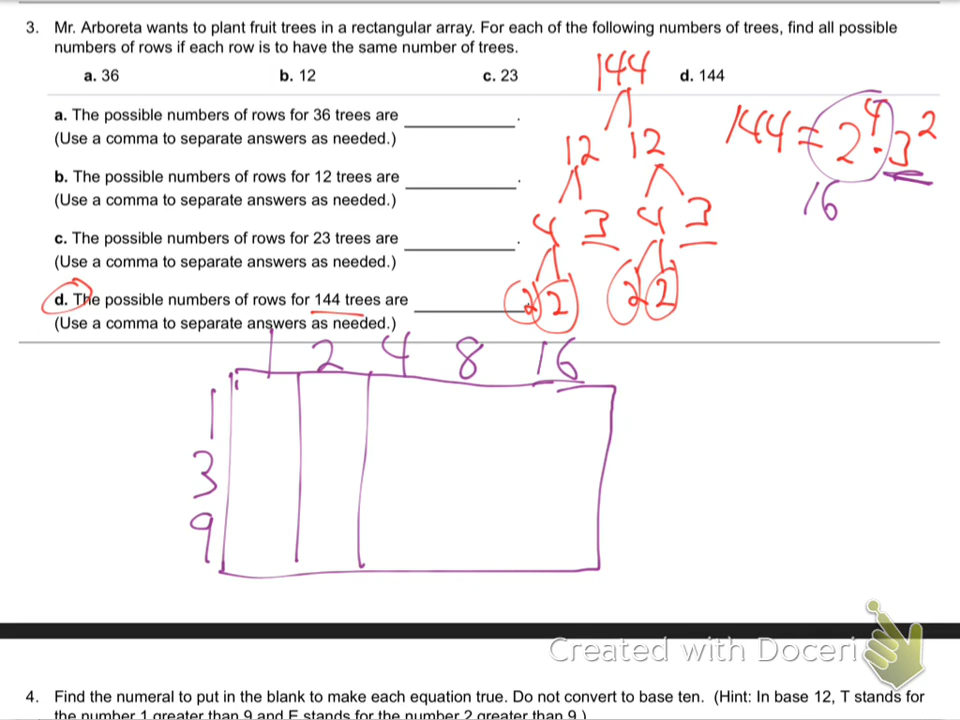 3. Mr. Arboreta wants to plant fruit trees in a rectangular array. For each of the following numbers of trees, find all possible
numbers of rows if each row is to have the same number of trees.
a. 36 b. 12 c. 23 d. 144
144
12 12
4 3 4 3
2 2 2 2
144 = 2^4 · 3^2
16
a. The possible numbers of rows for 36 trees are ____________.
(Use a comma to separate answers as needed.)
b. The possible numbers of rows for 12 trees are ____________.
(Use a comma to separate answers as needed.)
c. The possible numbers of rows for 23 trees are ____________.
(Use a comma to separate answers as needed.)
d. The possible numbers of rows for 144 trees are ____________
(Use a comma to separate answers as needed.)
1 2 4 8 16
1
3
9
Created with Doceri
4. Find the numeral to put in the blank to make each equation true. Do not convert to base ten. (Hint: In base 12, T stands for
the number 1 greater than 9 and E stands for the number 2 greater than 9.)